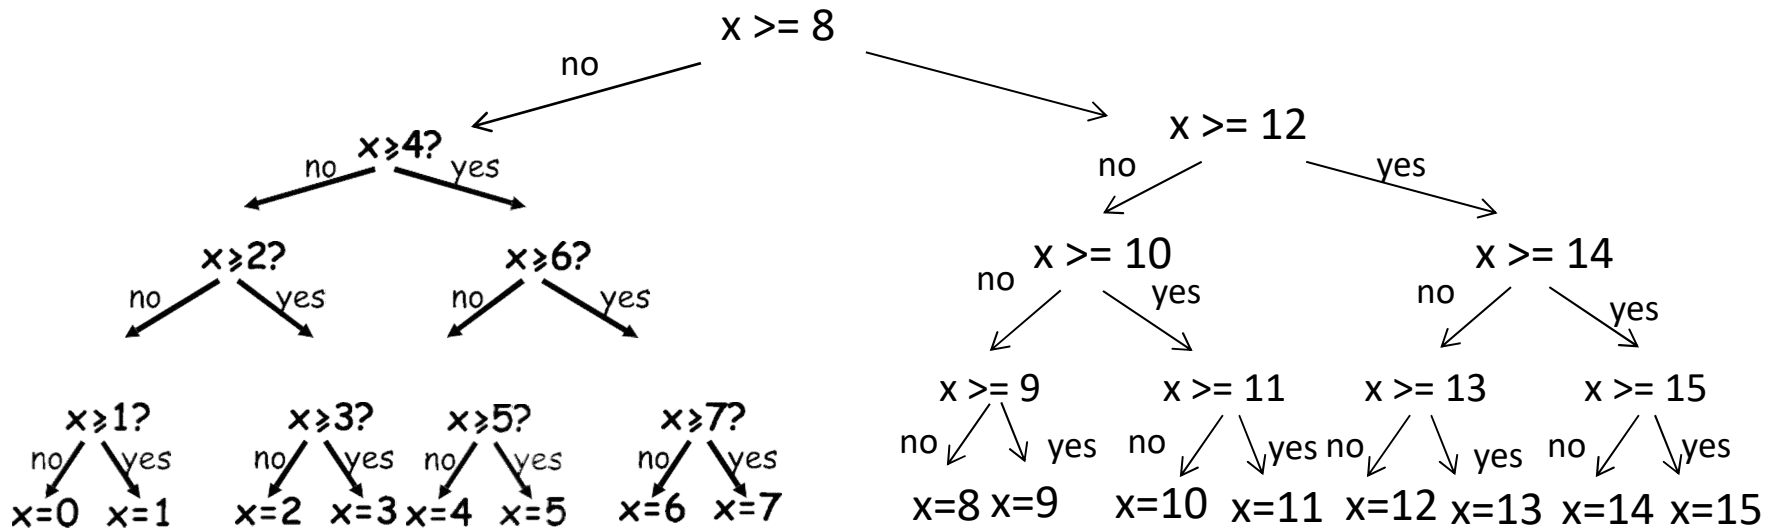 x >= 8
no
x >= 12
x⩾4?
no yes
no yes
x⩾2? x⩾6?
x >= 10 x >= 14
no yes no yes
no yes no yes
x⩾1? x⩾3? x⩾5? x⩾7?
x >= 9 x >= 11 x >= 13 x >= 15
no yes no yes no yes no yes
no yes no yes no yes no yes
x=0 x=1 x=2 x=3 x=4 x=5 x=6 x=7
x=8 x=9 x=10 x=11 x=12 x=13 x=14 x=15